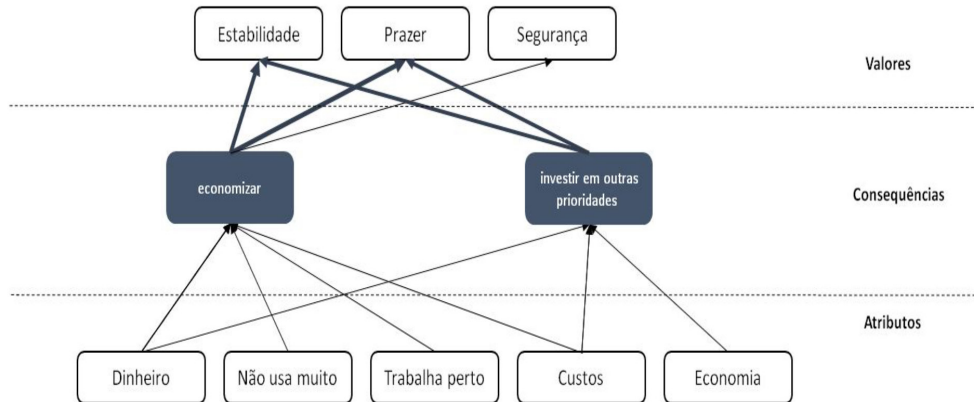 Estabilidade
Prazer
Segurança
Valores
economizar
investir em outras
prioridades
Consequências
Atributos
Dinheiro
Não usa muito
Trabalha perto
Custos
Economia